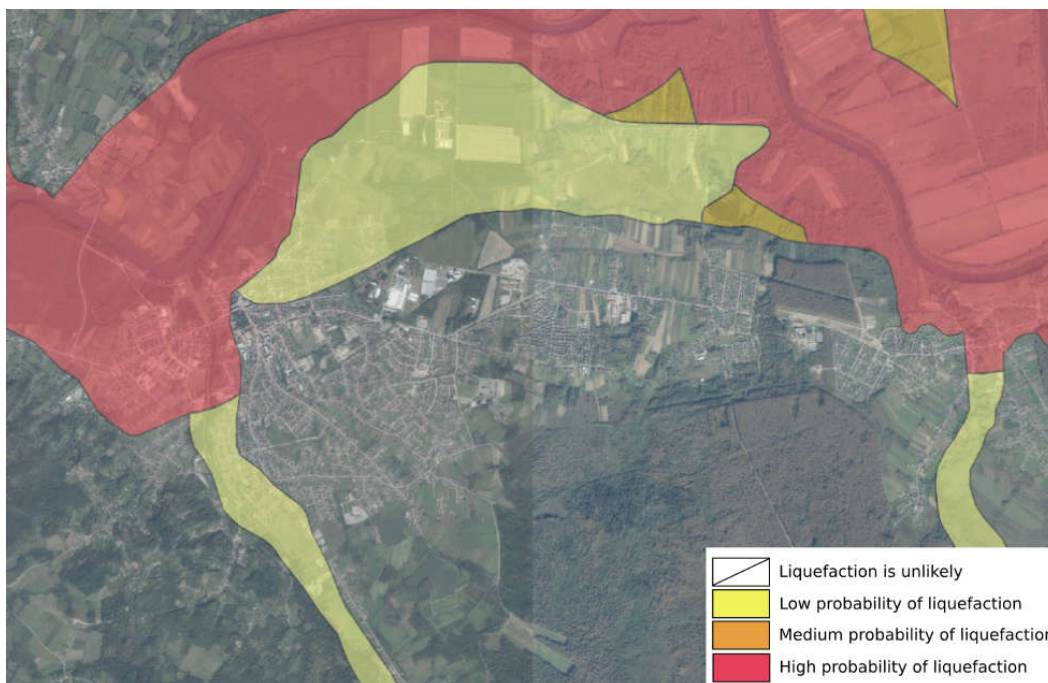 Liquefaction is unlikely
Low probability of liquefaction
Medium probability of liquefaction
High probability of liquefaction